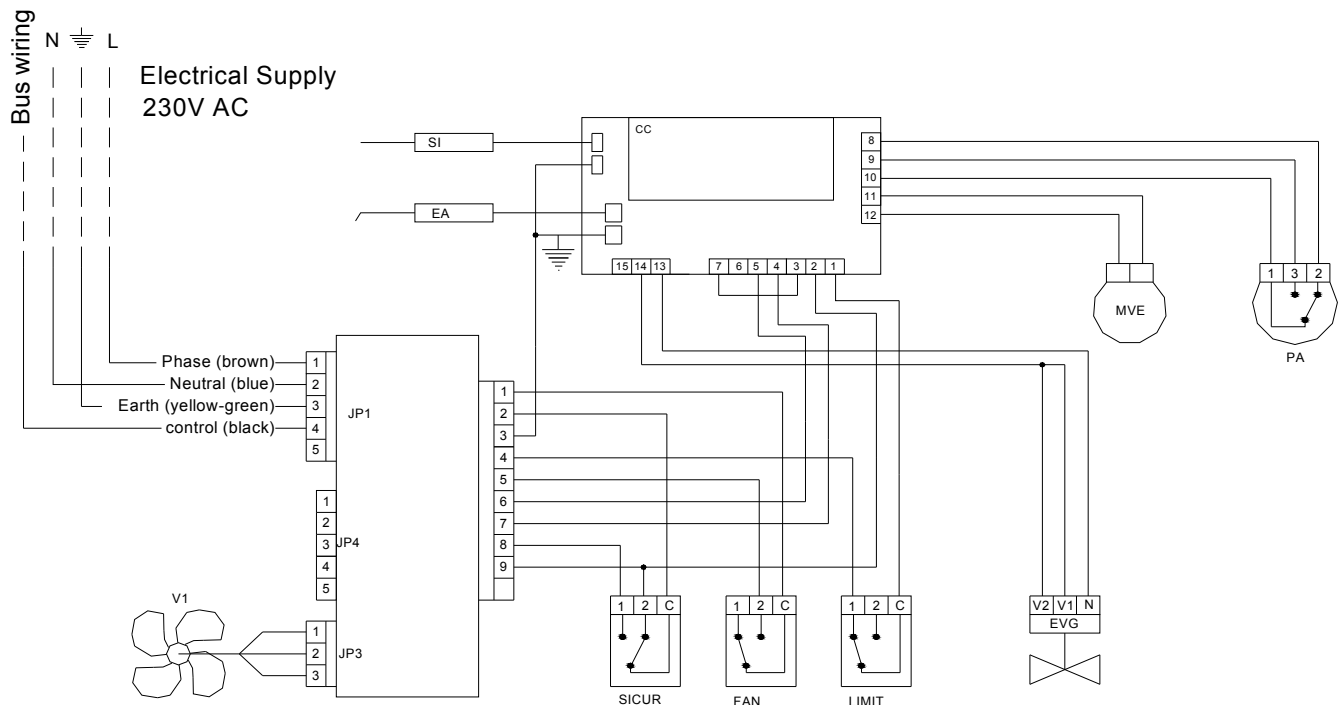 Bus wiring
N L
Electrical Supply
230V AC
SI
EA
CC
8
9
10
11
12
15 14 13 7 6 5 4 3 2 1
MVE
1 3 2
PA
Phase (brown)
Neutral (blue)
Earth (yellow-green)
control (black)
1
2
3
4
5
JP1
1
2
3
4
5
JP4
1
2
3
JP3
V1
1
2
3
4
5
6
7
8
9
1 2 C
SICUR
1 2 C
FAN
1 2 C
LIMIT
V2 V1 N
EVG